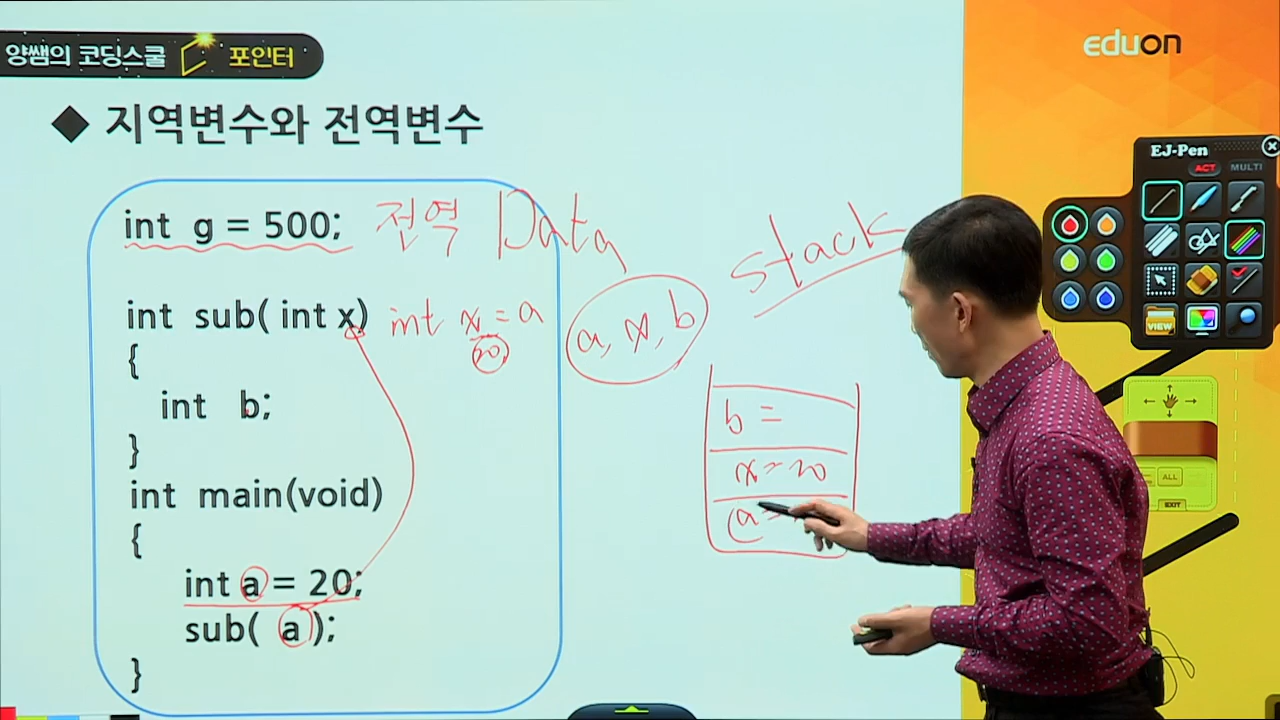 양쌤의 코딩스쿨 포인터
eduon
◆ 지역변수와 전역변수
EJ-Pen
ACT MULTI
int g = 500; 전역 Data
stack
int sub( int x) int x = a
20
a, x, b
{
int b;
}
int main(void)
{
int a = 20;
sub( a );
}
b =
x = 20
a =
VIEW
ALL
EXIT